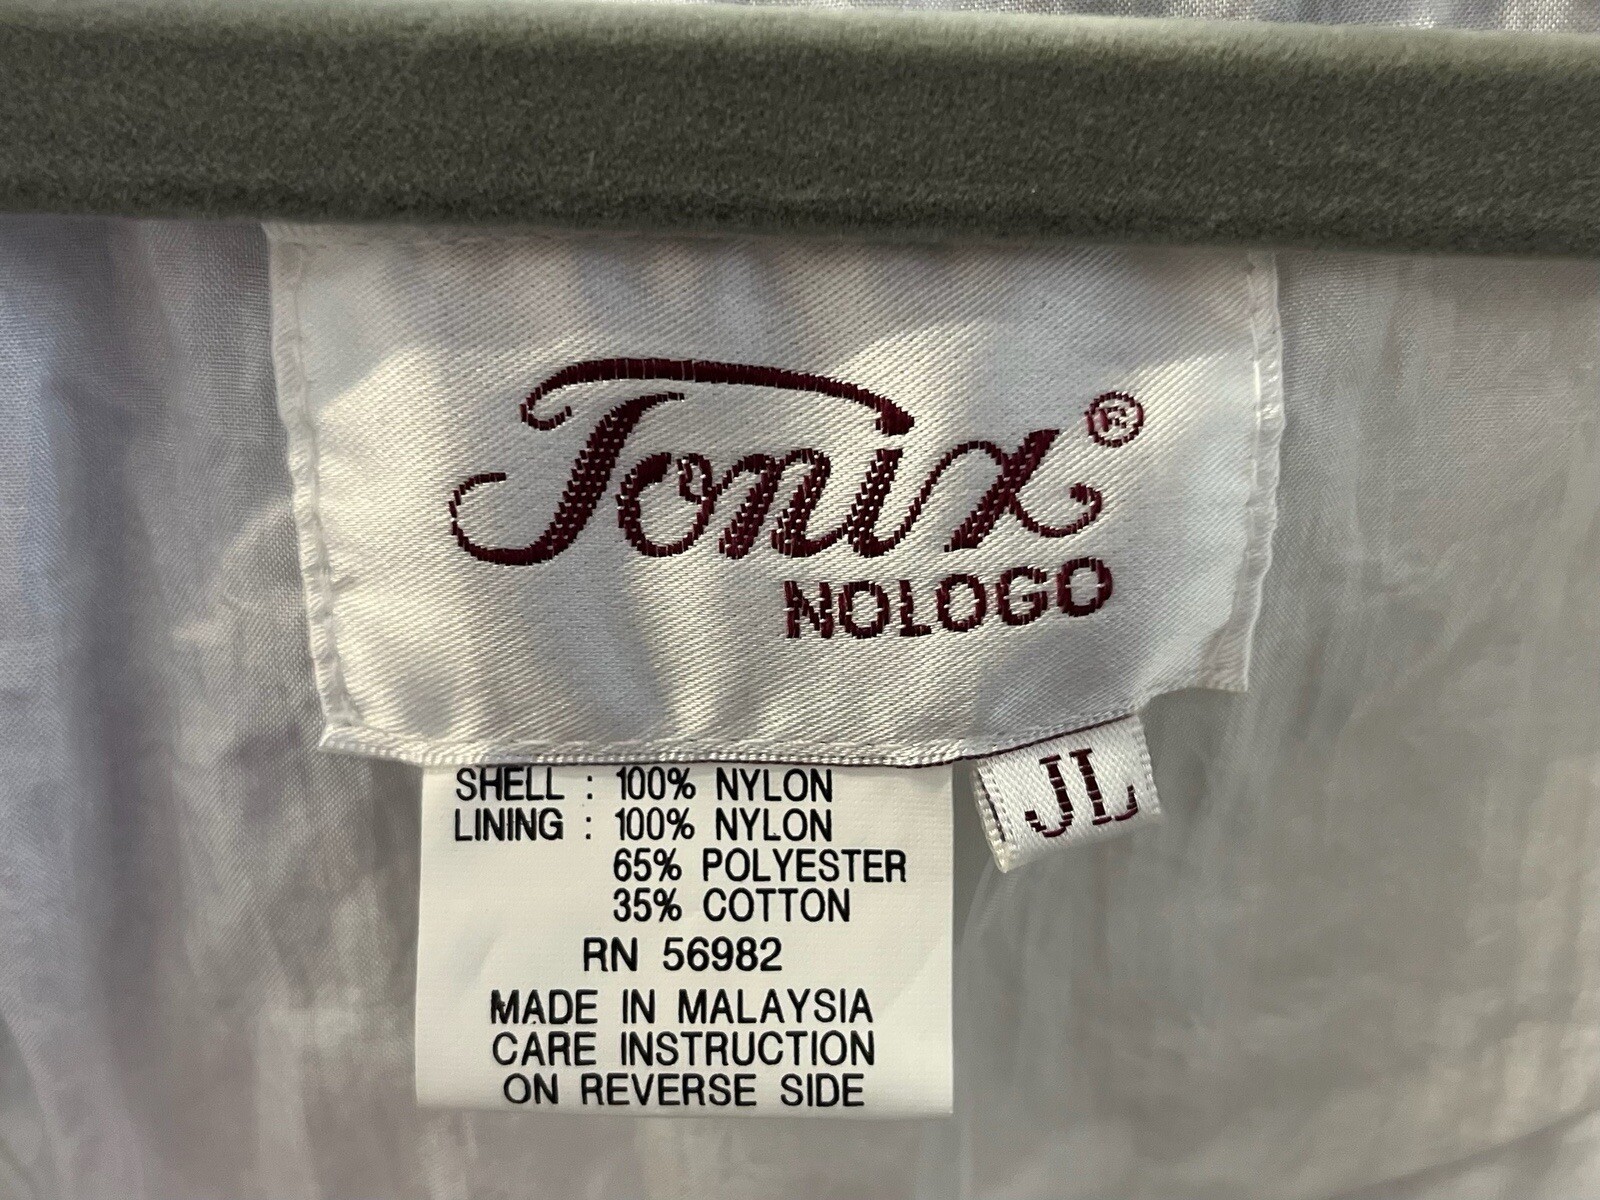 Tonix®
NOLOGO
JL
SHELL : 100% NYLON
LINING : 100% NYLON
65% POLYESTER
35% COTTON
RN 56982
MADE IN MALAYSIA
CARE INSTRUCTION
ON REVERSE SIDE